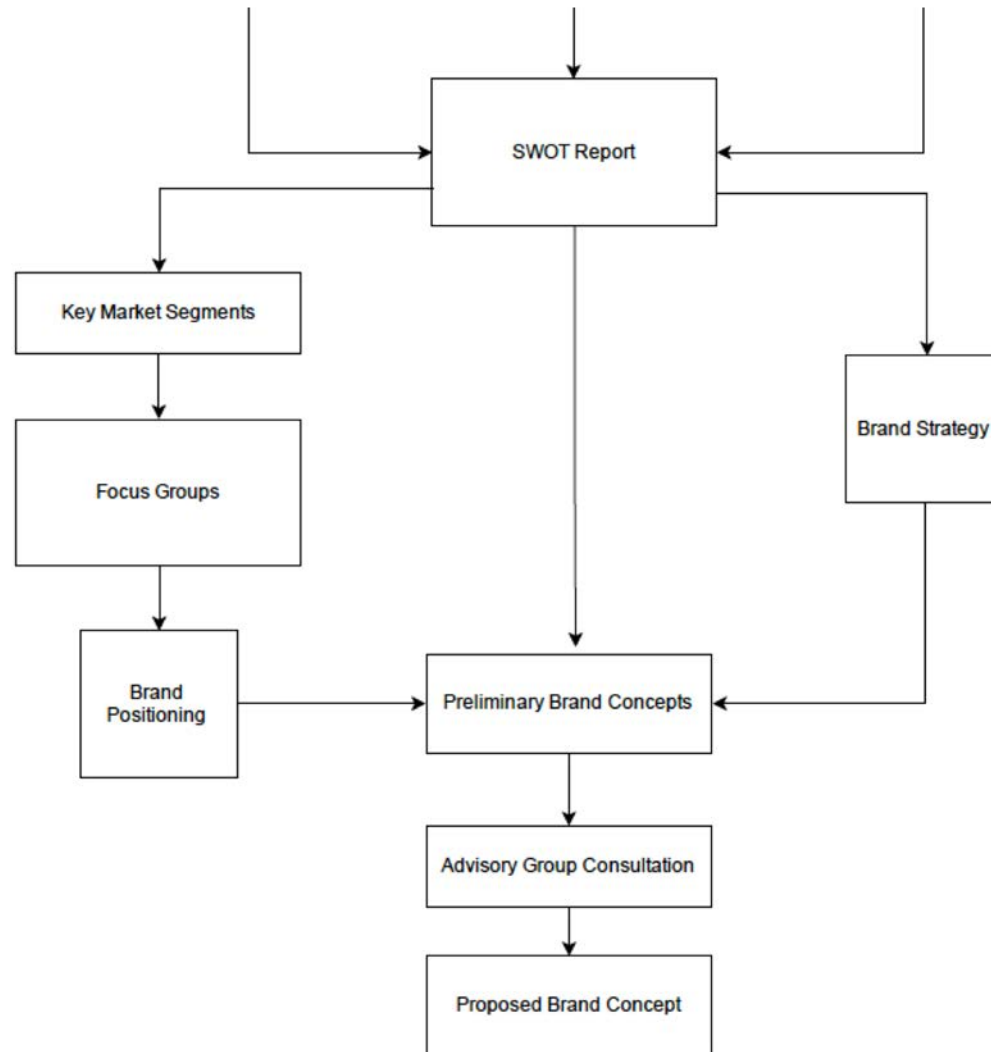 SWOT Report
Key Market Segments
Brand Strategy
Focus Groups
Brand
Positioning
Preliminary Brand Concepts
Advisory Group Consultation
Proposed Brand Concept